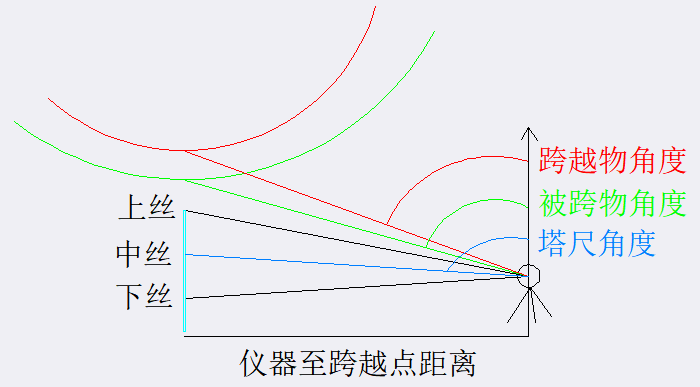 跨越物角度
被跨物角度
上丝
塔尺角度
中丝
下丝
仪器至跨越点距离